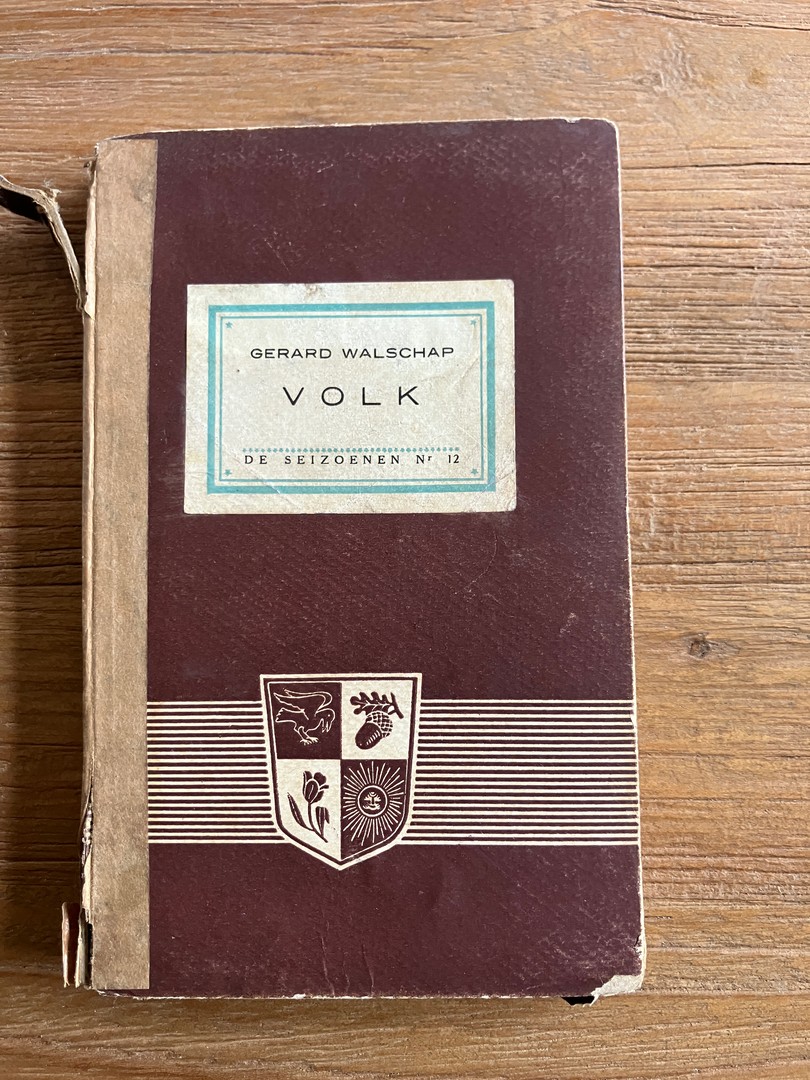 GERARD WALSCHAP
VOLK
DE SEIZOENEN Nr 12